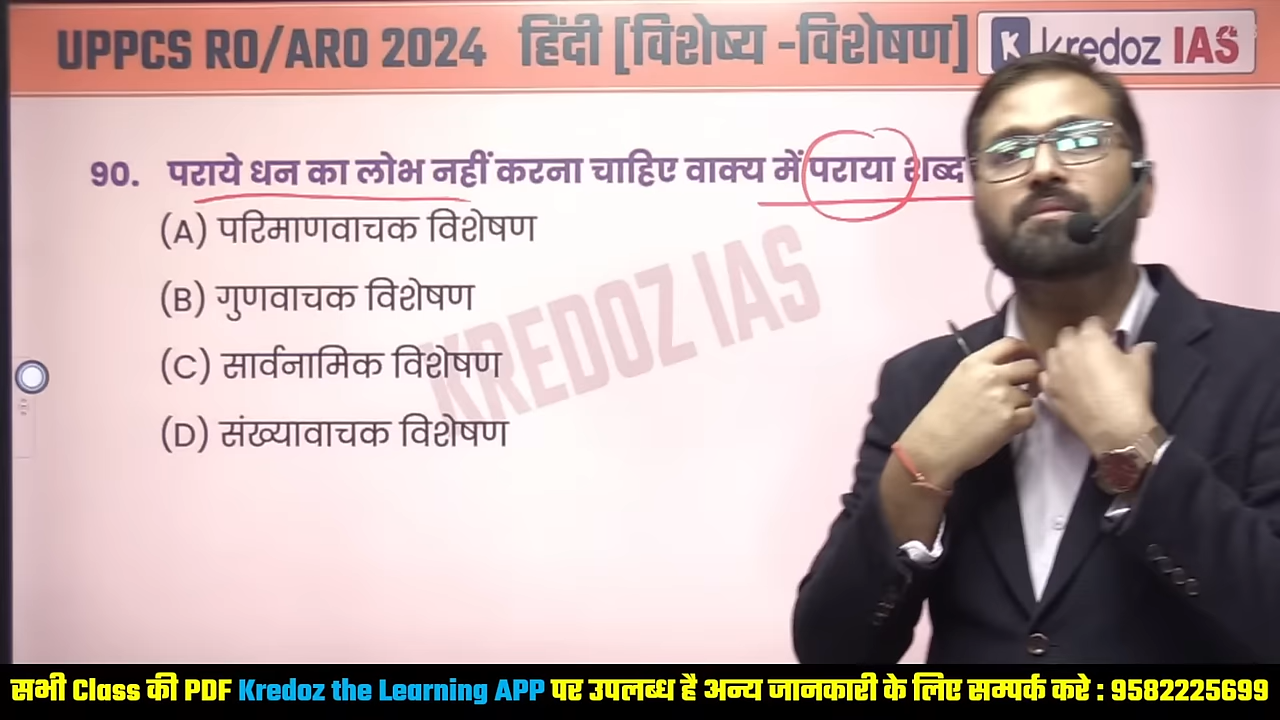 UPPCS RO/ARO 2024 हिंदी [विशेष्य -विशेषण]
kredoz IAS
90. पराये धन का लोभ नहीं करना चाहिए वाक्य में पराया शब्द
(A) परिमाणवाचक विशेषण
(B) गुणवाचक विशेषण
(C) सार्वनामिक विशेषण
(D) संख्यावाचक विशेषण
KREDOZ IAS
सभी Class की PDF Kredoz the Learning APP पर उपलब्ध है अन्य जानकारी के लिए सम्पर्क करे : 9582225699